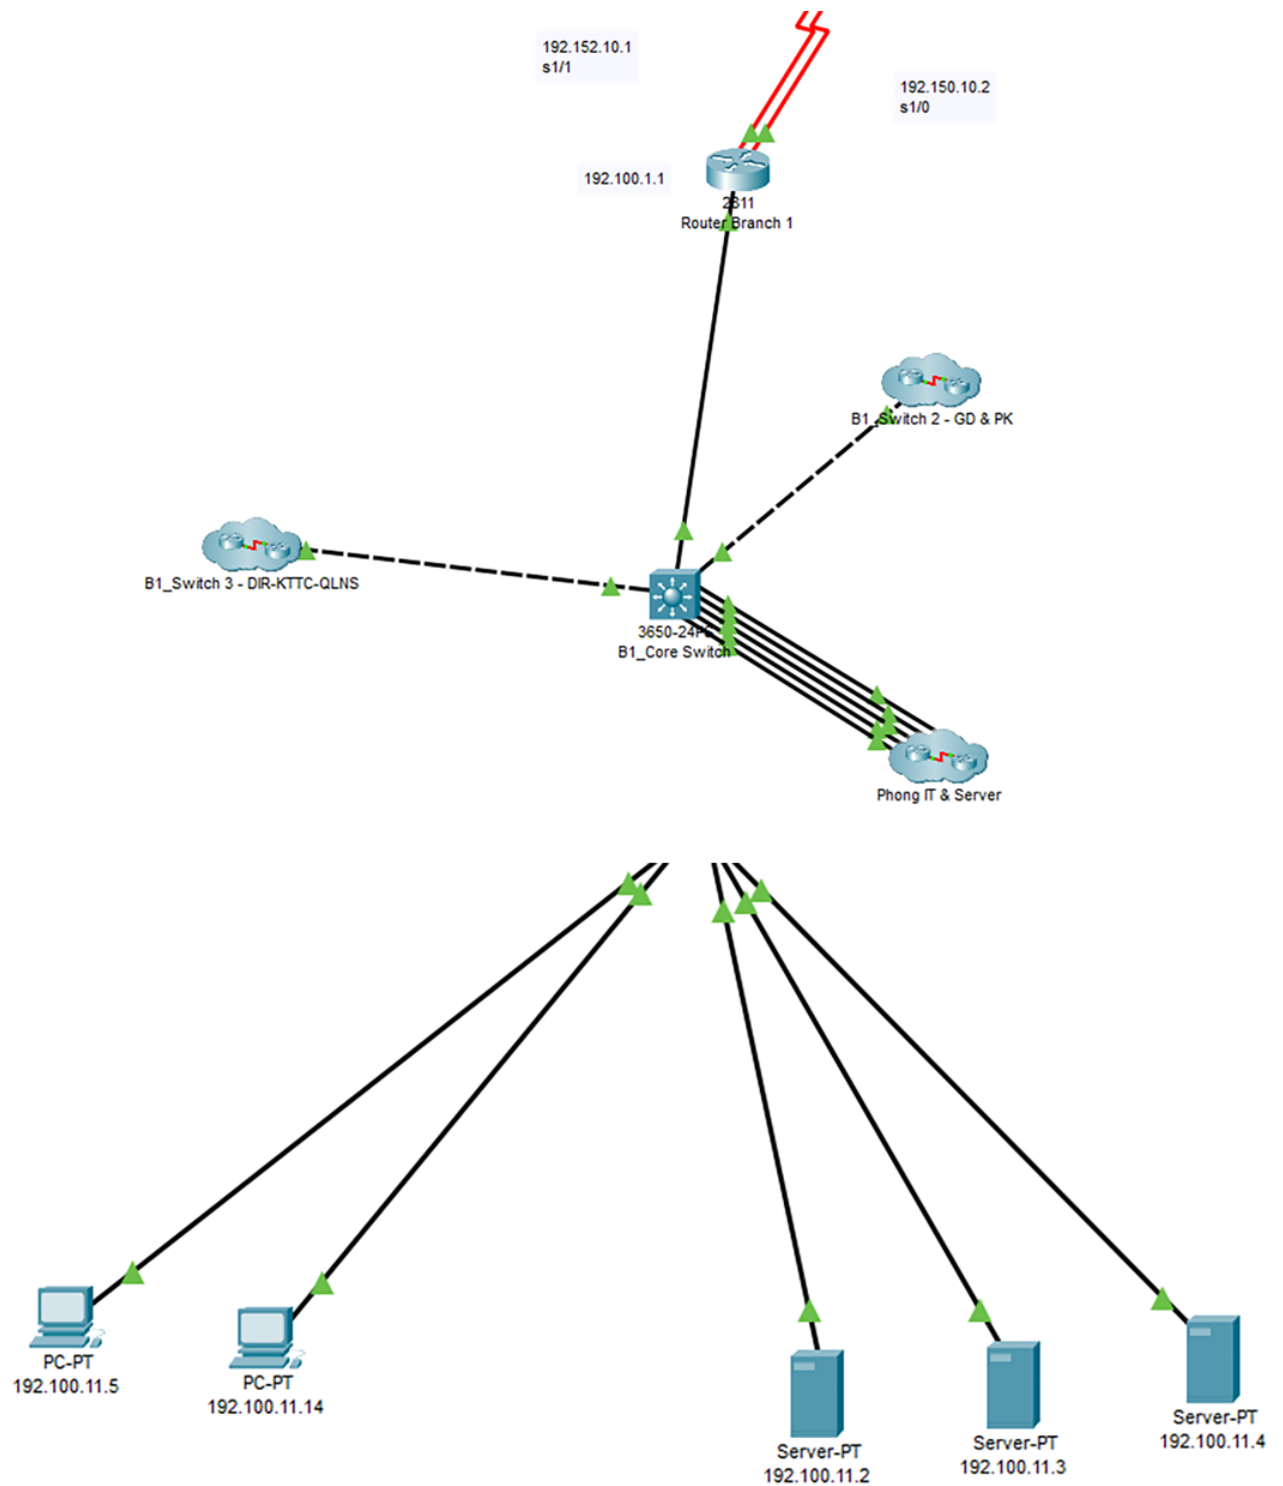 192.152.10.1
s1/1
192.150.10.2
s1/0
192.100.1.1
2811
Router Branch 1
B1_Switch 2 - GD & PK
B1_Switch 3 - DIR-KTTC-QLNS
3650-24PS
B1_Core Switch
Phong IT & Server
PC-PT
192.100.11.5
PC-PT
192.100.11.14
Server-PT
192.100.11.2
Server-PT
192.100.11.3
Server-PT
192.100.11.4